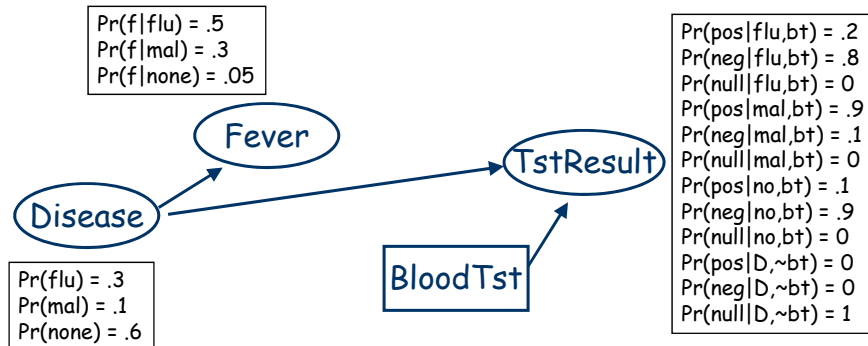 Pr(f|flu) = .5
Pr(f|mal) = .3
Pr(f|none) = .05
Fever
Disease
Pr(flu) = .3
Pr(mal) = .1
Pr(none) = .6
TstResult
BloodTst
Pr(pos|flu,bt) = .2
Pr(neg|flu,bt) = .8
Pr(null|flu,bt) = 0
Pr(pos|mal,bt) = .9
Pr(neg|mal,bt) = .1
Pr(null|mal,bt) = 0
Pr(pos|no,bt) = .1
Pr(neg|no,bt) = .9
Pr(null|no,bt) = 0
Pr(pos|D,~bt) = 0
Pr(neg|D,~bt) = 0
Pr(null|D,~bt) = 1